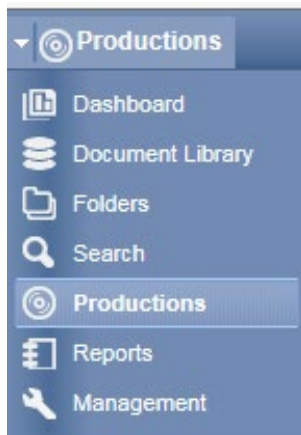 Productions
Dashboard
Document Library
Folders
Search
Productions
Reports
Management